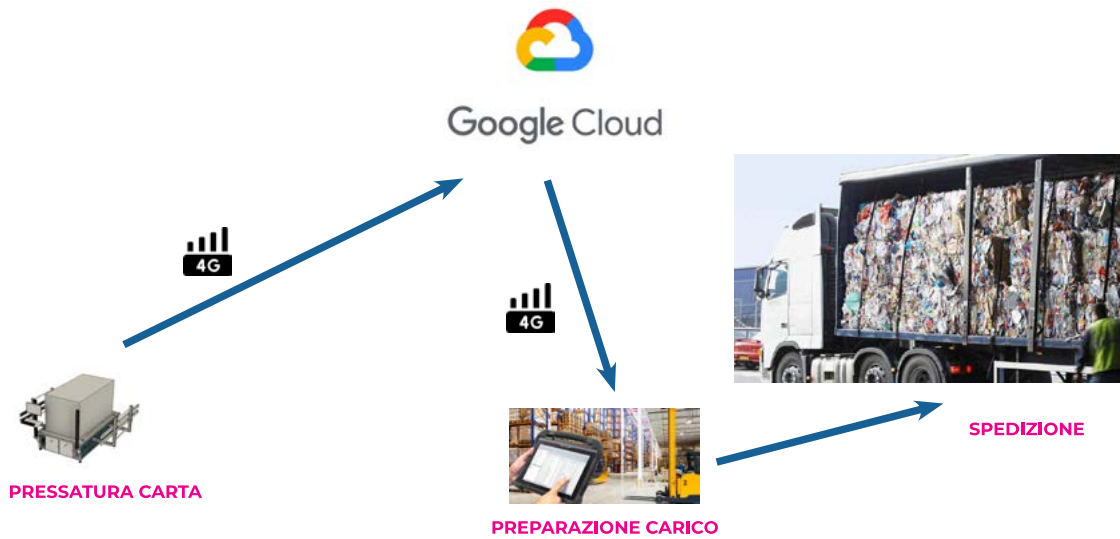 Google Cloud
4G
4G
SPEDIZIONE
PRESSATURA CARTA
PREPARAZIONE CARICO